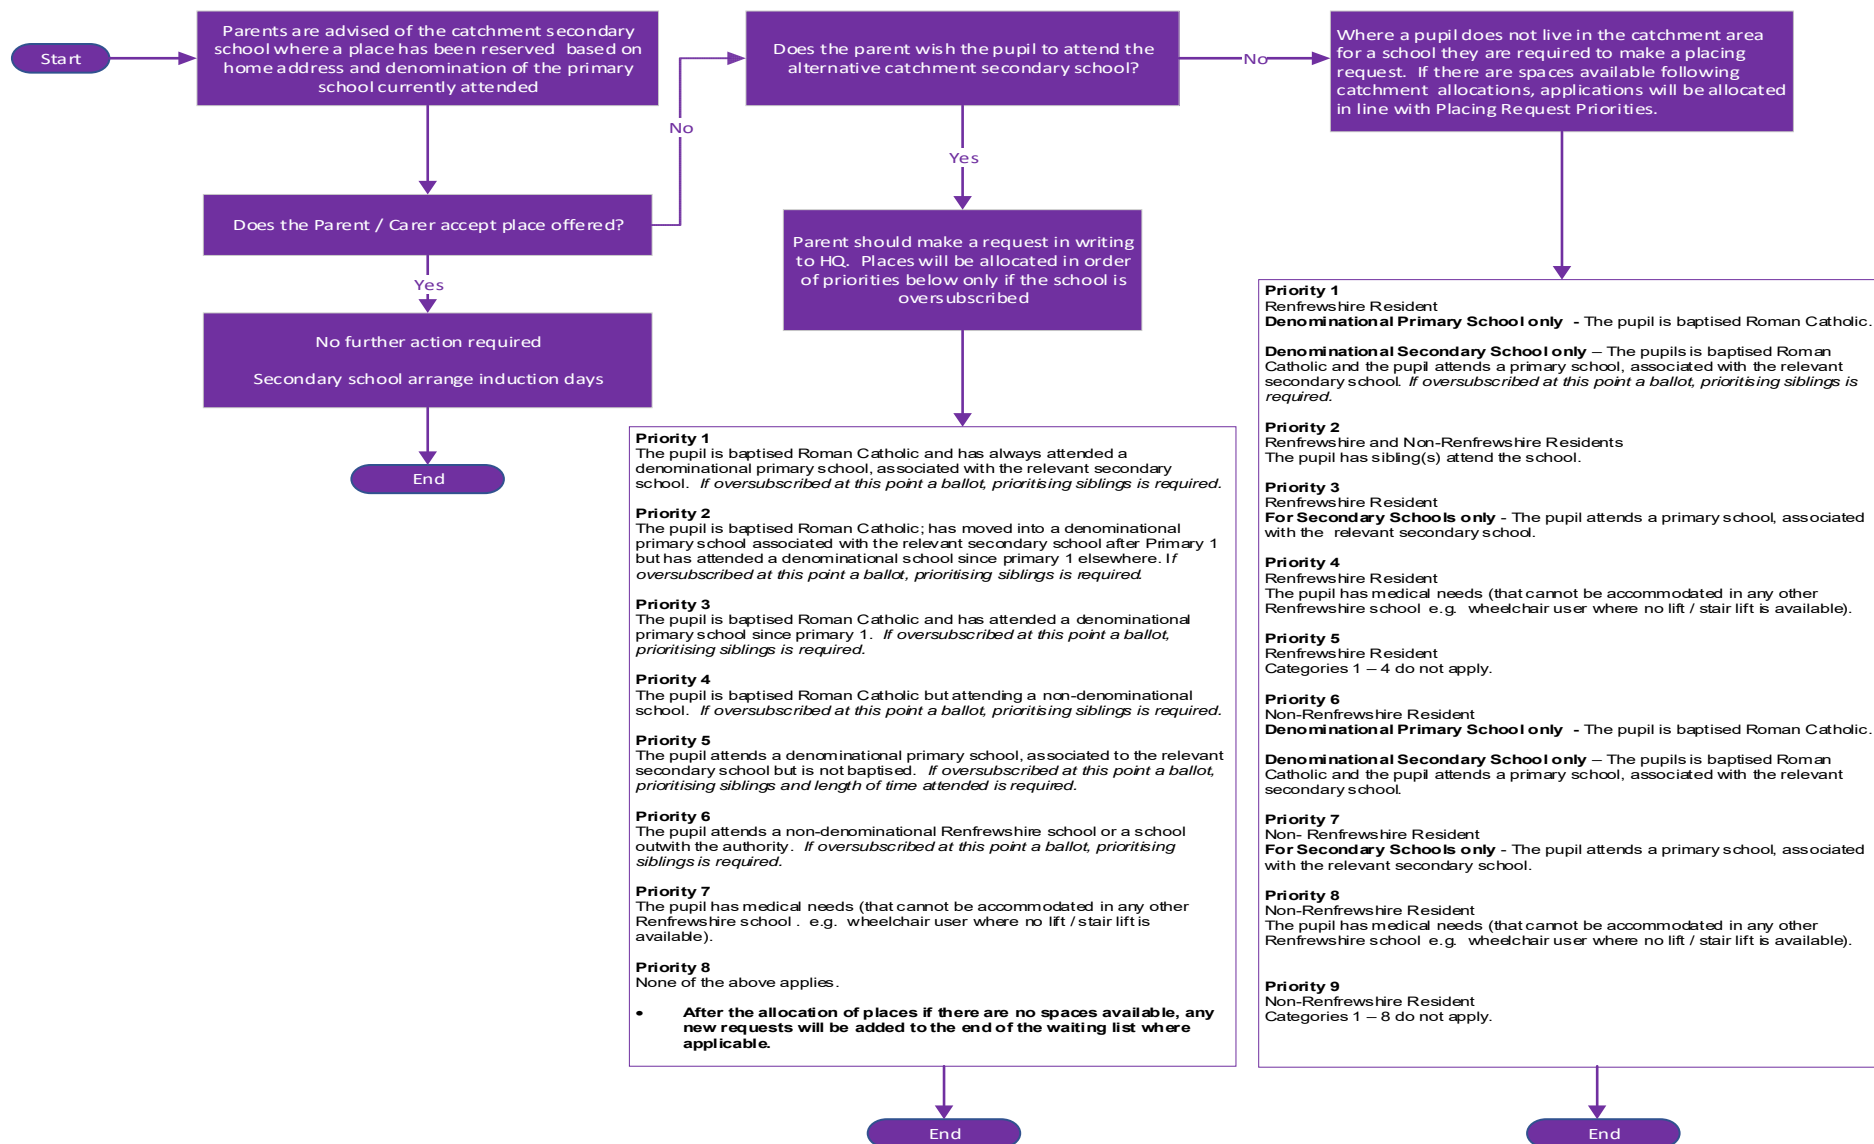 Start
Parents are advised of the catchment secondary
school where a place has been reserved based on
home address and denomination of the primary
school currently attended
Does the Parent / Carer accept place offered?
Yes
No further action required
Secondary school arrange induction days
End
No
Does the parent wish the pupil to attend the
alternative catchment secondary school?
Yes
Parent should make a request in writing
to HQ. Places will be allocated in order
of priorities below only if the school is
oversubscribed
Priority 1
The pupil is baptised Roman Catholic and has always attended a
denominational primary school, associated with the relevant secondary
school. If oversubscribed at this point a ballot, prioritising siblings is required.
Priority 2
The pupil is baptised Roman Catholic; has moved into a denominational
primary school associated with the relevant secondary school after Primary 1
but has attended a denominational school since primary 1 elsewhere. If
oversubscribed at this point a ballot, prioritising siblings is required.
Priority 3
The pupil is baptised Roman Catholic and has attended a denominational
primary school since primary 1. If oversubscribed at this point a ballot,
prioritising siblings is required.
Priority 4
The pupil is baptised Roman Catholic but attending a non-denominational
school. If oversubscribed at this point a ballot, prioritising siblings is required.
Priority 5
The pupil attends a denominational primary school, associated to the relevant
secondary school but is not baptised. If oversubscribed at this point a ballot,
prioritising siblings and length of time attended is required.
Priority 6
The pupil attends a non-denominational Renfrewshire school or a school
outwith the authority. If oversubscribed at this point a ballot, prioritising
siblings is required.
Priority 7
The pupil has medical needs (that cannot be accommodated in any other
Renfrewshire school . e.g. wheelchair user where no lift / stair lift is
available).
Priority 8
None of the above applies.
• After the allocation of places if there are no spaces available, any
new requests will be added to the end of the waiting list where
applicable.
End
No
Where a pupil does not live in the catchment area
for a school they are required to make a placing
request. If there are spaces available following
catchment allocations, applications will be allocated
in line with Placing Request Priorities.
Priority 1
Renfrewshire Resident
Denominational Primary School only - The pupil is baptised Roman Catholic.
Denominational Secondary School only – The pupils is baptised Roman
Catholic and the pupil attends a primary school, associated with the relevant
secondary school. If oversubscribed at this point a ballot, prioritising siblings is
required.
Priority 2
Renfrewshire and Non-Renfrewshire Residents
The pupil has sibling(s) attend the school.
Priority 3
Renfrewshire Resident
For Secondary Schools only - The pupil attends a primary school, associated
with the relevant secondary school.
Priority 4
Renfrewshire Resident
The pupil has medical needs (that cannot be accommodated in any other
Renfrewshire school e.g. wheelchair user where no lift / stair lift is available).
Priority 5
Renfrewshire Resident
Categories 1 – 4 do not apply.
Priority 6
Non-Renfrewshire Resident
Denominational Primary School only - The pupil is baptised Roman Catholic.
Denominational Secondary School only – The pupils is baptised Roman
Catholic and the pupil attends a primary school, associated with the relevant
secondary school.
Priority 7
Non- Renfrewshire Resident
For Secondary Schools only - The pupil attends a primary school, associated
with the relevant secondary school.
Priority 8
Non-Renfrewshire Resident
The pupil has medical needs (that cannot be accommodated in any other
Renfrewshire school e.g. wheelchair user where no lift / stair lift is available).
Priority 9
Non-Renfrewshire Resident
Categories 1 – 8 do not apply.
End